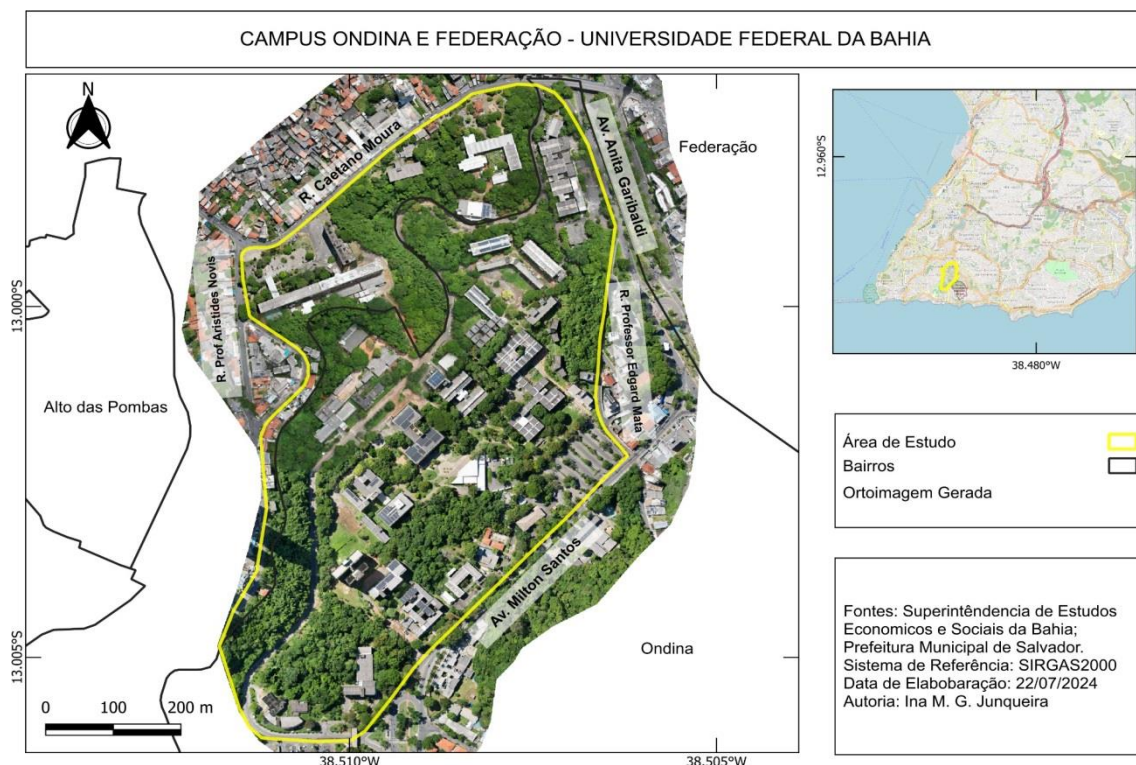 CAMPUS ONDINA E FEDERAÇÃO - UNIVERSIDADE FEDERAL DA BAHIA
N
R. Caetano Moura
Av. Anita Garibaldi
Federação
R. Prof Aristides Novis
R. Professor Edgard Mata
Alto das Pombas
Av. Milton Santos
Ondina
13.000°S
13.005°S
0 100 200 m
38.510°W
38.505°W
12.960°S
38.480°W
Área de Estudo
Bairros
Ortoimagem Gerada
Fontes: Superintêndencia de Estudos
Economicos e Sociais da Bahia;
Prefeitura Municipal de Salvador.
Sistema de Referência: SIRGAS2000
Data de Elabobaração: 22/07/2024
Autoria: Ina M. G. Junqueira